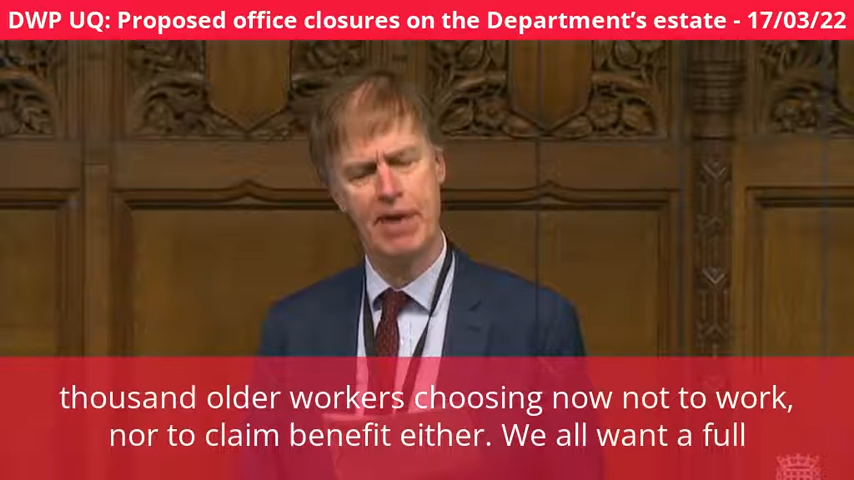 DWP UQ: Proposed office closures on the Department’s estate - 17/03/22
thousand older workers choosing now not to work,
nor to claim benefit either. We all want a full